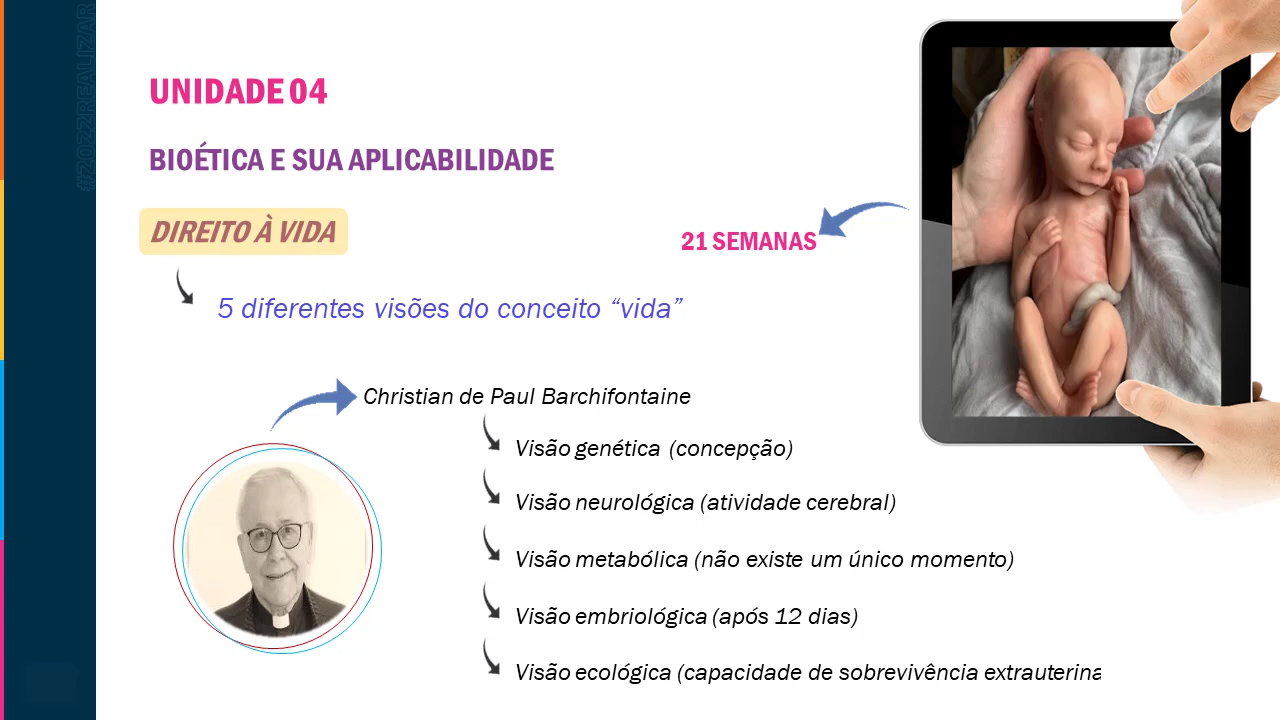 #2022REALIZAR
UNIDADE 04
BIOÉTICA E SUA APLICABILIDADE
DIREITO À VIDA
21 SEMANAS
5 diferentes visões do conceito “vida”
Christian de Paul Barchifontaine
Visão genética (concepção)
Visão neurológica (atividade cerebral)
Visão metabólica (não existe um único momento)
Visão embriológica (após 12 dias)
Visão ecológica (capacidade de sobrevivência extrauterina